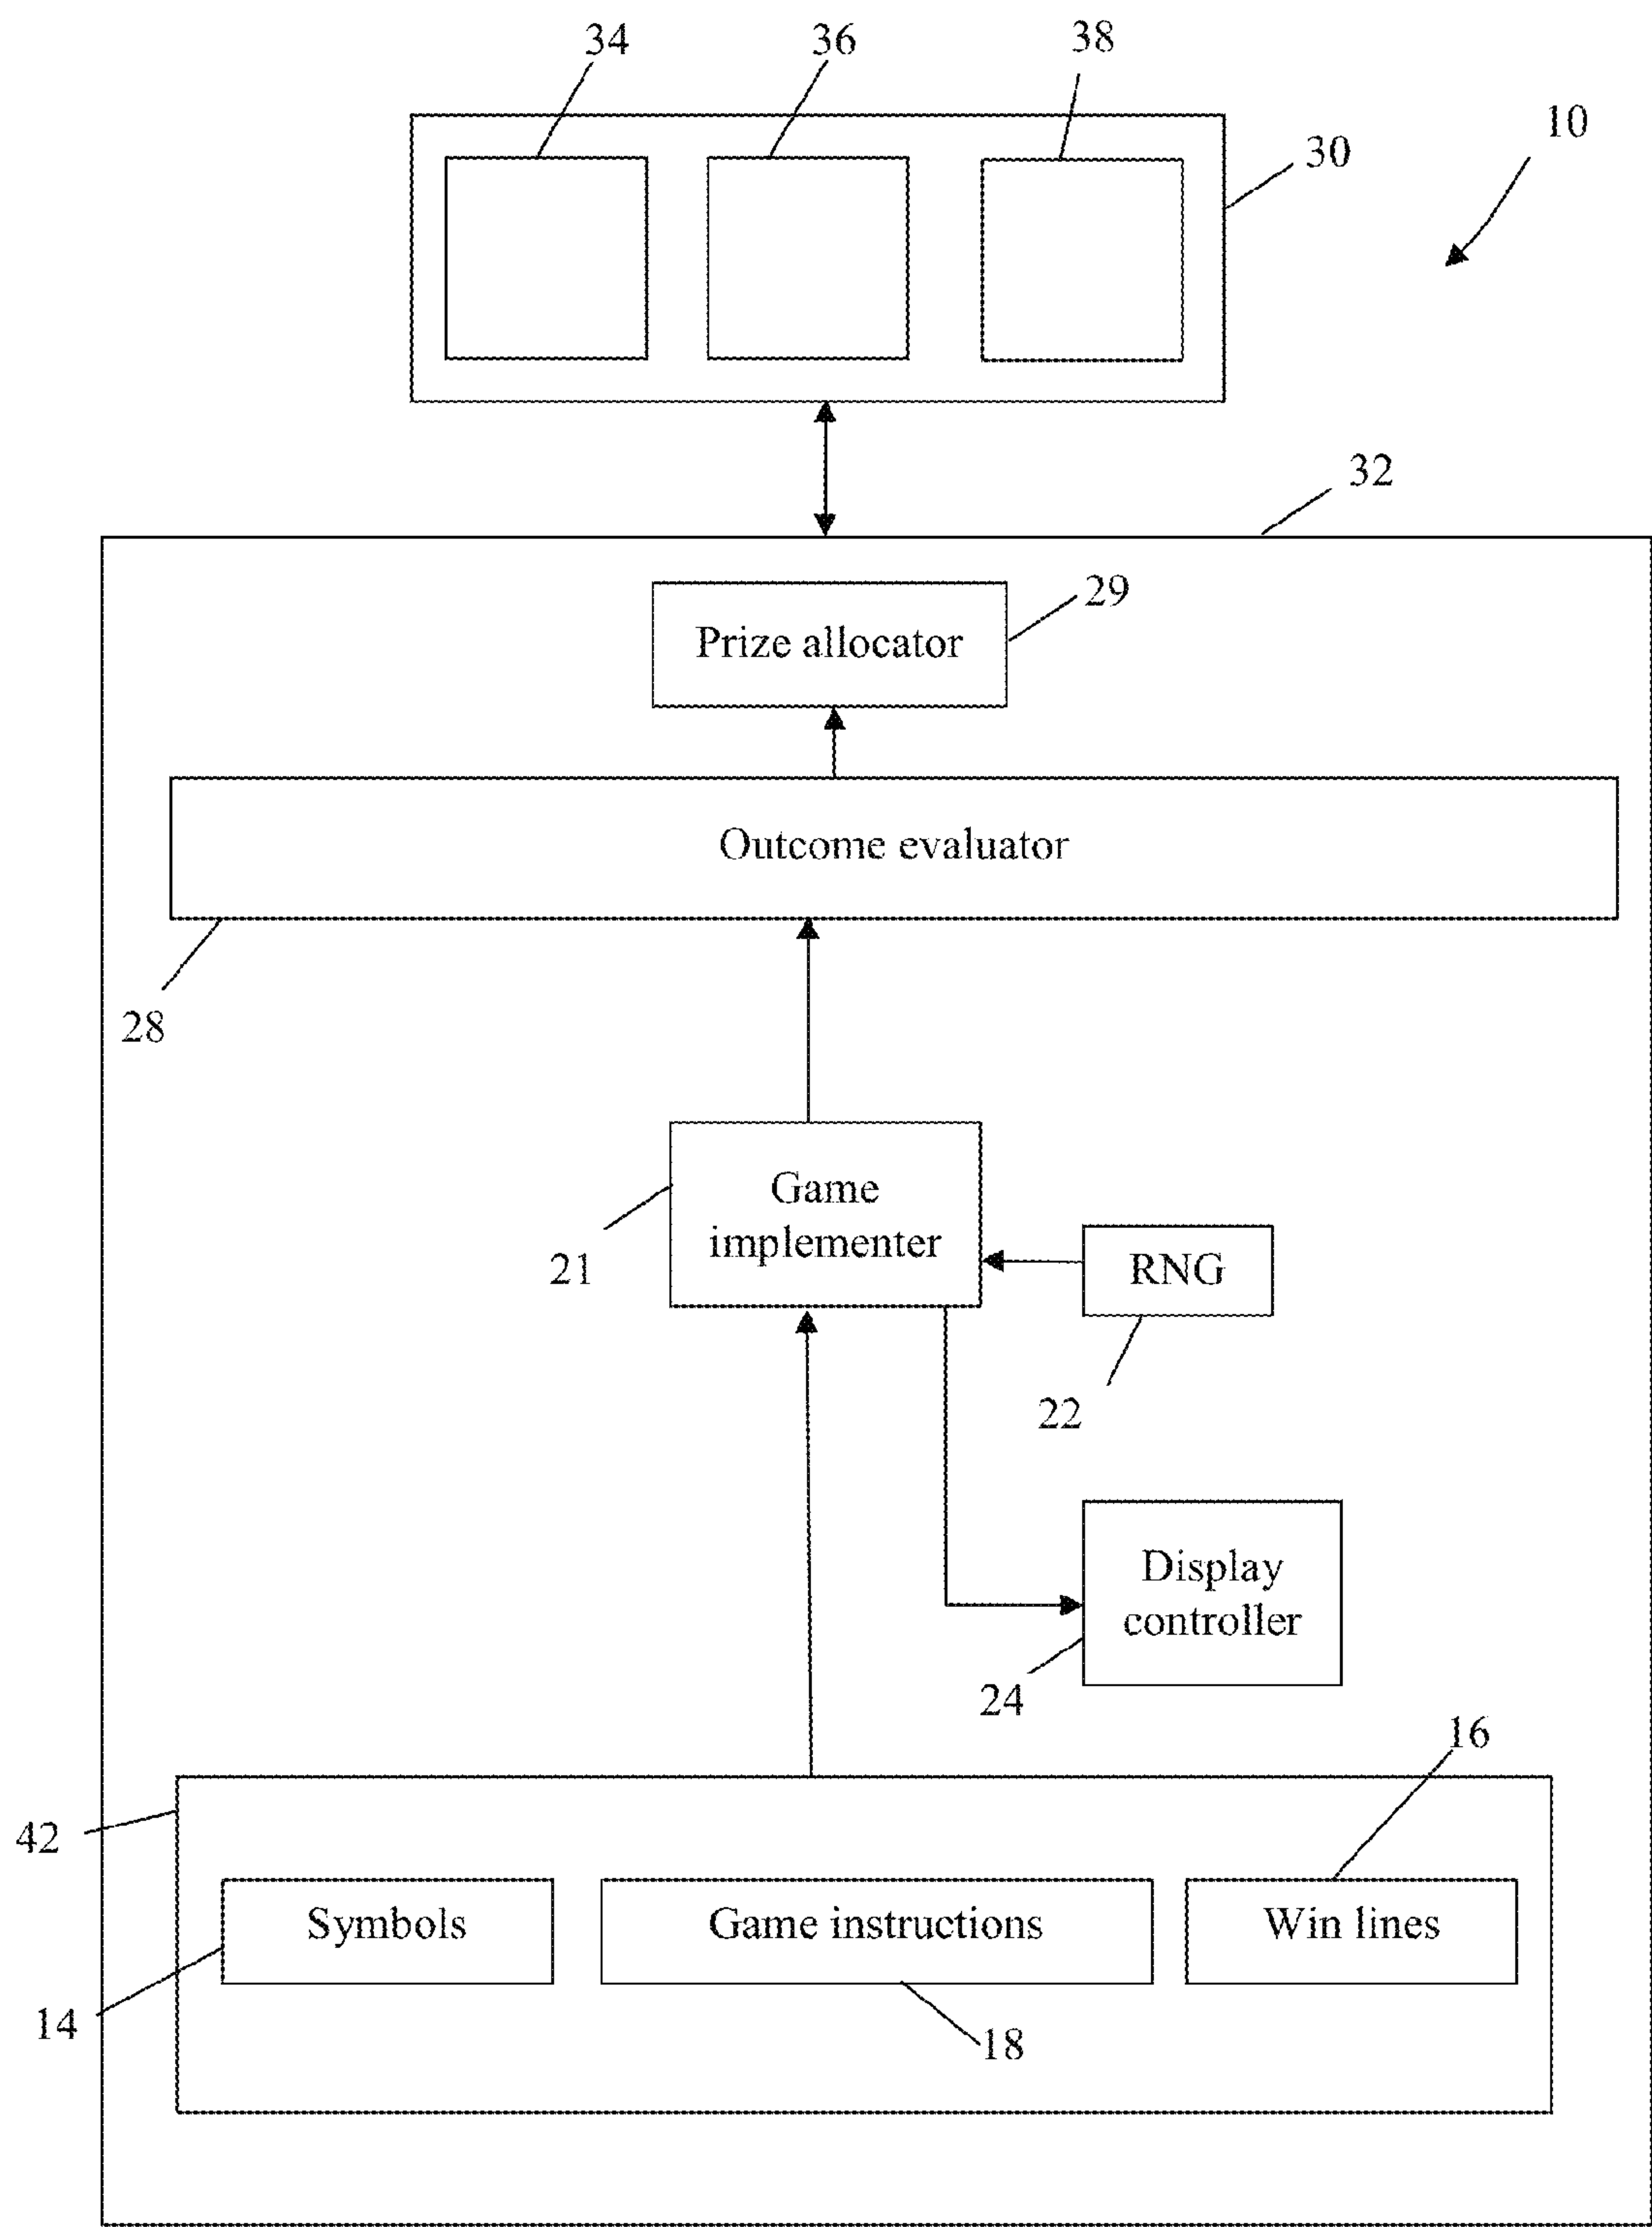 34
36
38
10
30
32
29
Prize allocator
Outcome evaluator
28
Game
implementer
21
RNG
22
Display
controller
24
16
42
Symbols
Game instructions
Win lines
14
18